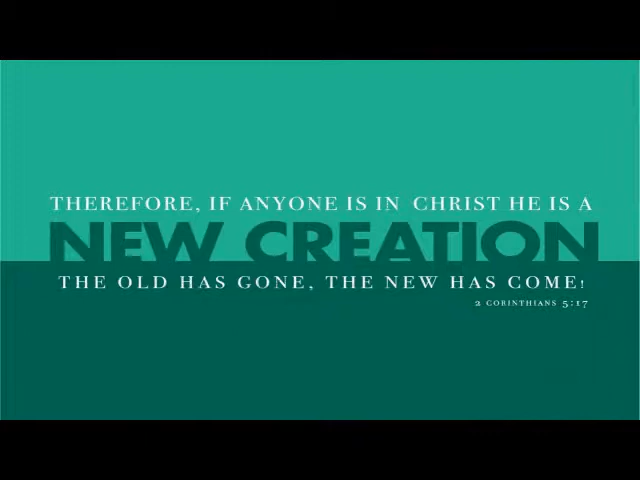 THEREFORE, IF ANYONE IS IN CHRIST HE IS A
NEW CREATION
THE OLD HAS GONE, THE NEW HAS COME!
2 CORINTHIANS 5:17